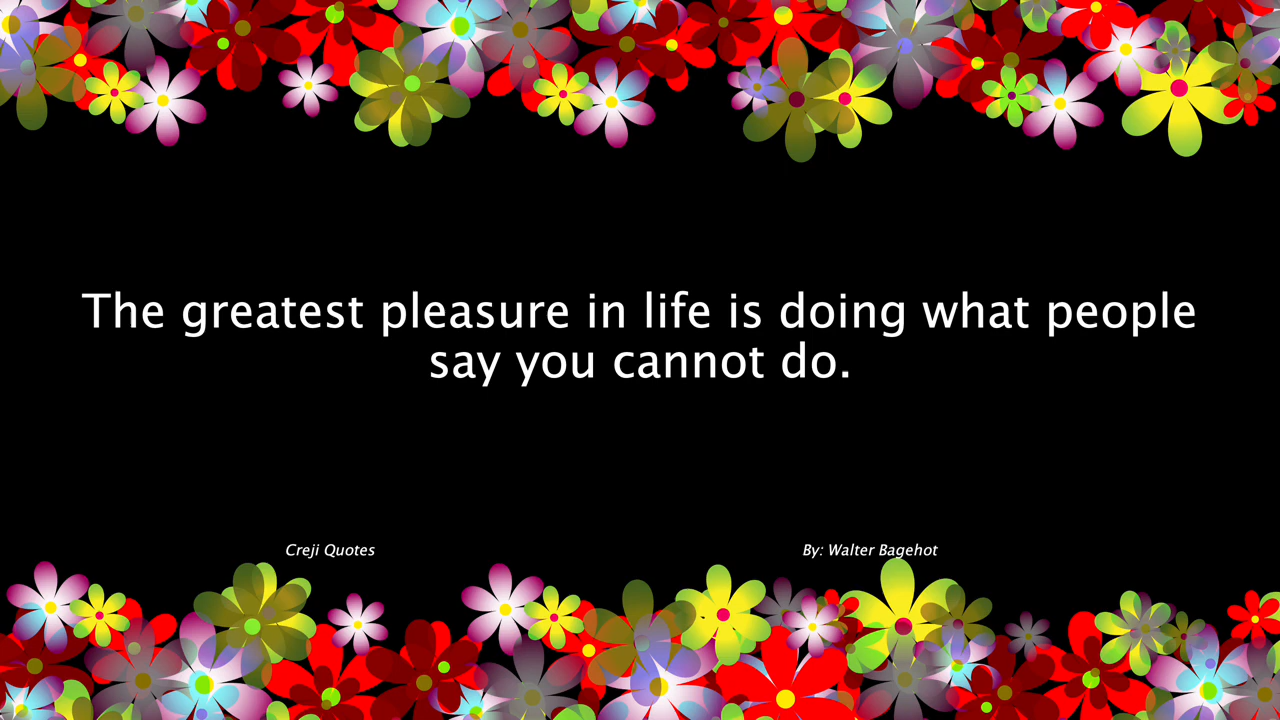 The greatest pleasure in life is doing what people
say you cannot do.
Creji Quotes
By: Walter Bagehot